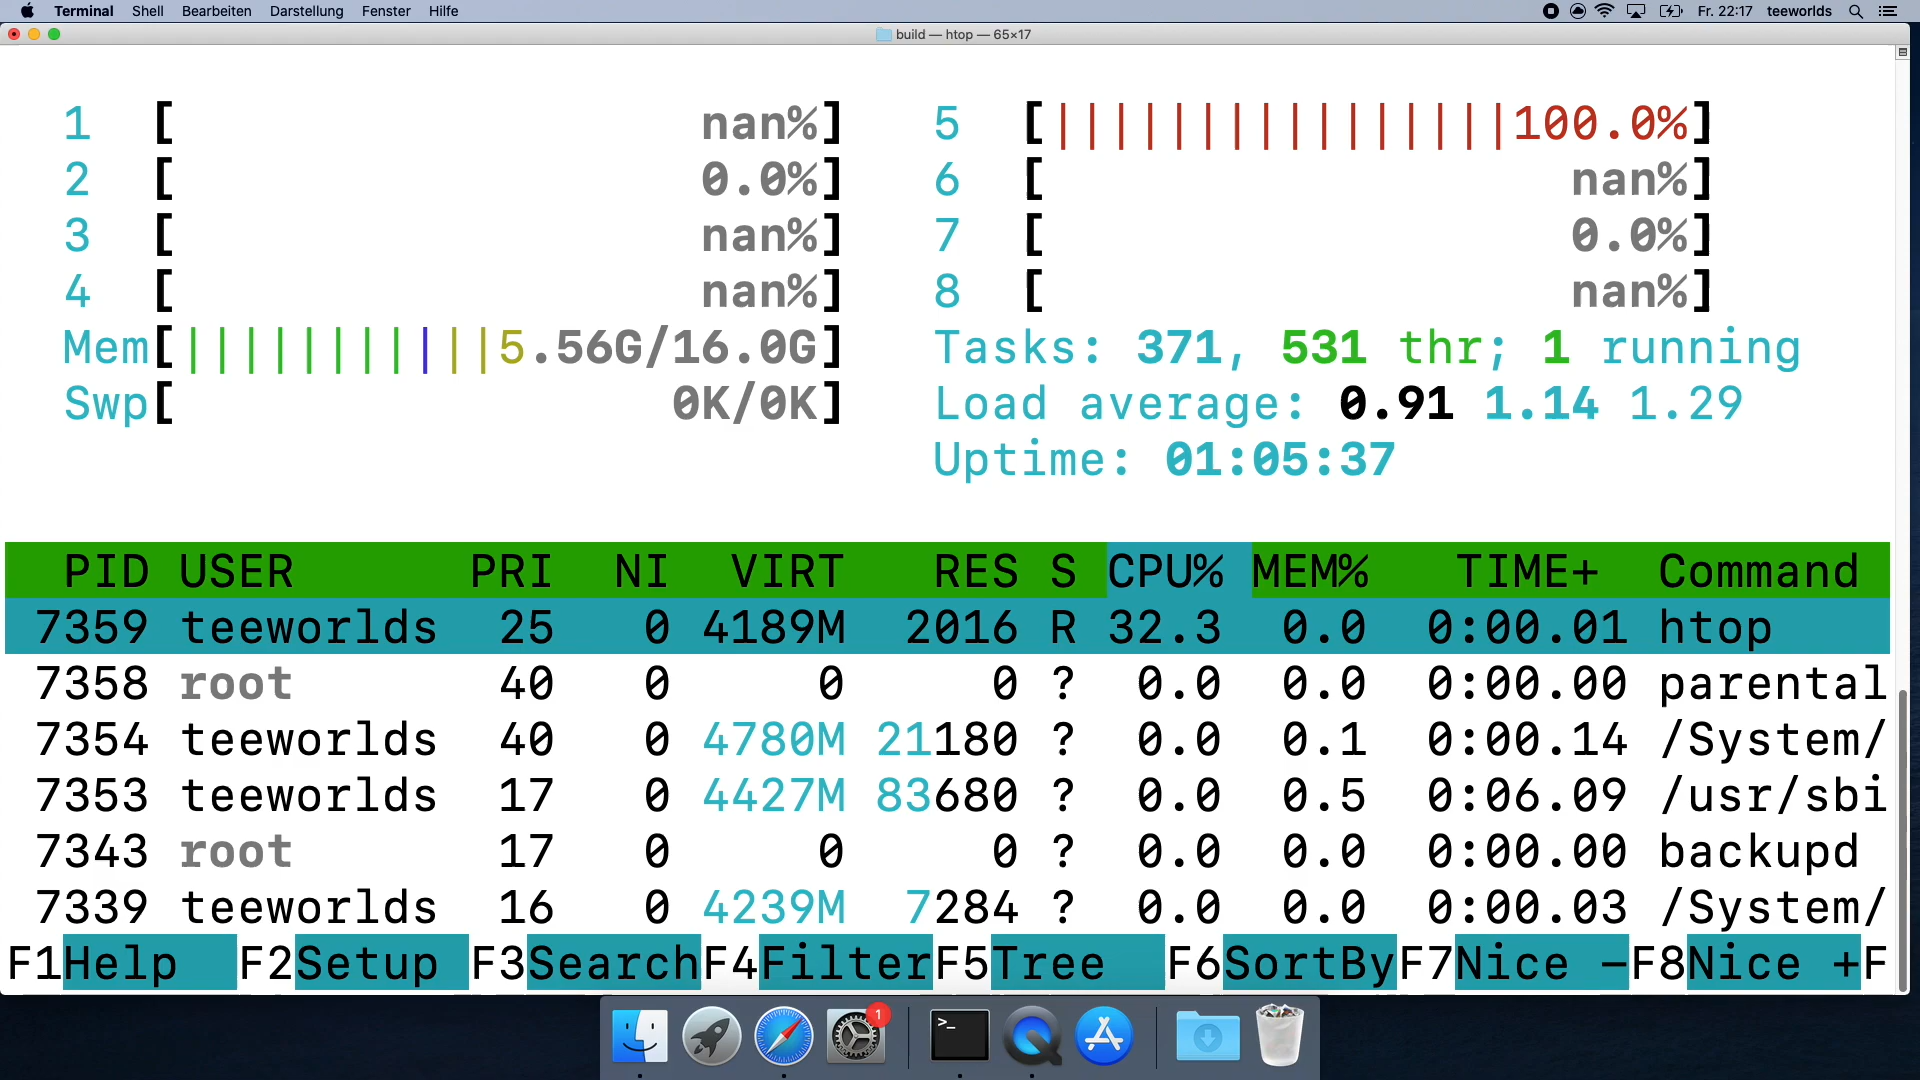 Terminal Shell Bearbeiten Darstellung Fenster Hilfe Fr. 22:17 teeworlds
build — htop — 65×17
1 [ nan%] 5 [||||||||||||||||100.0%]
2 [ 0.0%] 6 [ nan%]
3 [ nan%] 7 [ 0.0%]
4 [ nan%] 8 [ nan%]
Mem[|||||||||||5.56G/16.0G] Tasks: 371, 531 thr; 1 running
Swp[ 0K/0K] Load average: 0.91 1.14 1.29
Uptime: 01:05:37
PID USER PRI NI VIRT RES S CPU% MEM% TIME+ Command
7359 teeworlds 25 0 4189M 2016 R 32.3 0.0 0:00.01 htop
7358 root 40 0 0 0 ? 0.0 0.0 0:00.00 parental
7354 teeworlds 40 0 4780M 21180 ? 0.0 0.1 0:00.14 /System/
7353 teeworlds 17 0 4427M 83680 ? 0.0 0.5 0:06.09 /usr/sbi
7343 root 17 0 0 0 ? 0.0 0.0 0:00.00 backupd
7339 teeworlds 16 0 4239M 7284 ? 0.0 0.0 0:00.03 /System/
F1Help F2Setup F3SearchF4FilterF5Tree F6SortByF7Nice -F8Nice +F
1
>_